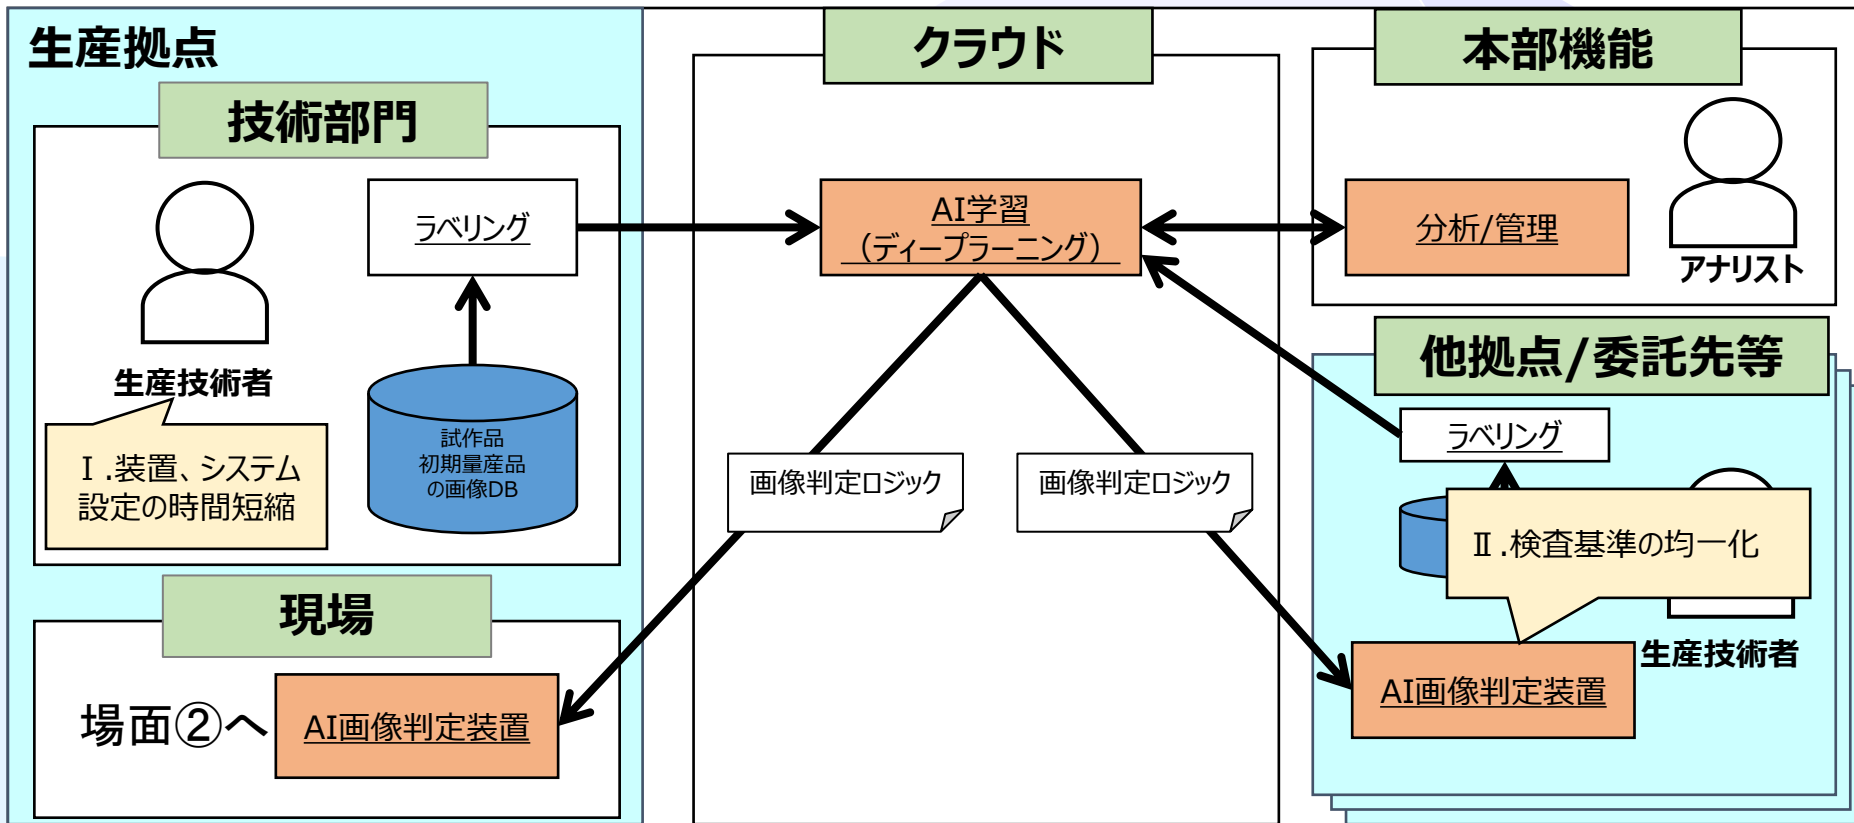 生産拠点
技術部門
生産技術者
Ⅰ.装置、システム
設定の時間短縮
ラベリング
試作品
初期量産品
の画像DB
現場
場面②へ
AI画像判定装置
クラウド
AI学習
（ディープラーニング）
画像判定ロジック
画像判定ロジック
本部機能
分析/管理
アナリスト
他拠点/委託先等
ラベリング
Ⅱ.検査基準の均一化
生産技術者
AI画像判定装置